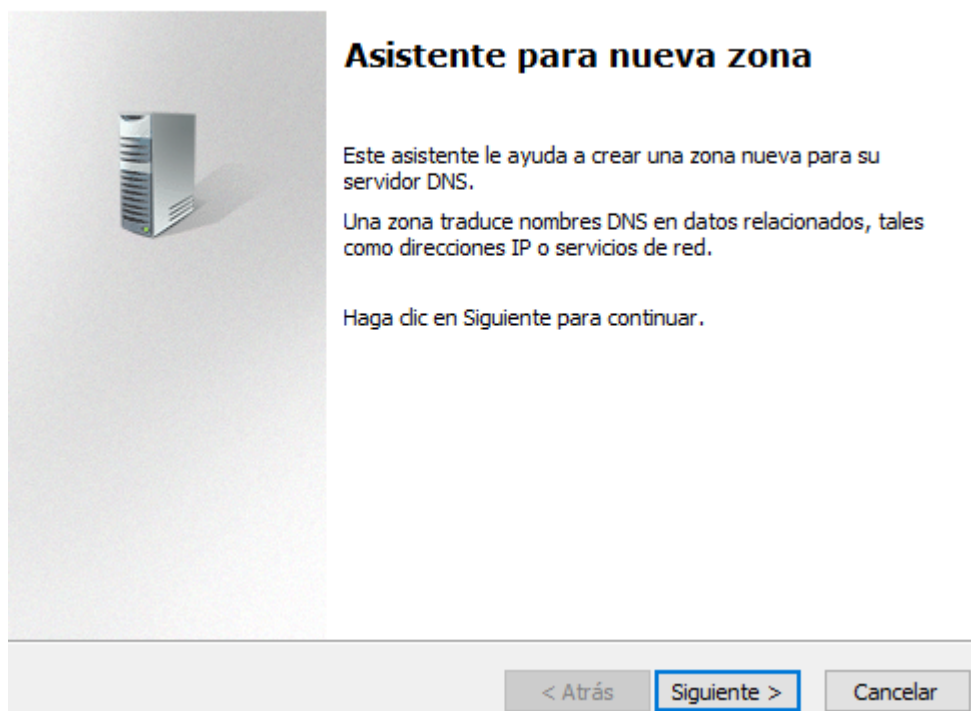 Asistente para nueva zona
Este asistente le ayuda a crear una zona nueva para su
servidor DNS.
Una zona traduce nombres DNS en datos relacionados, tales
como direcciones IP o servicios de red.
Haga clic en Siguiente para continuar.
< Atrás
Siguiente >
Cancelar